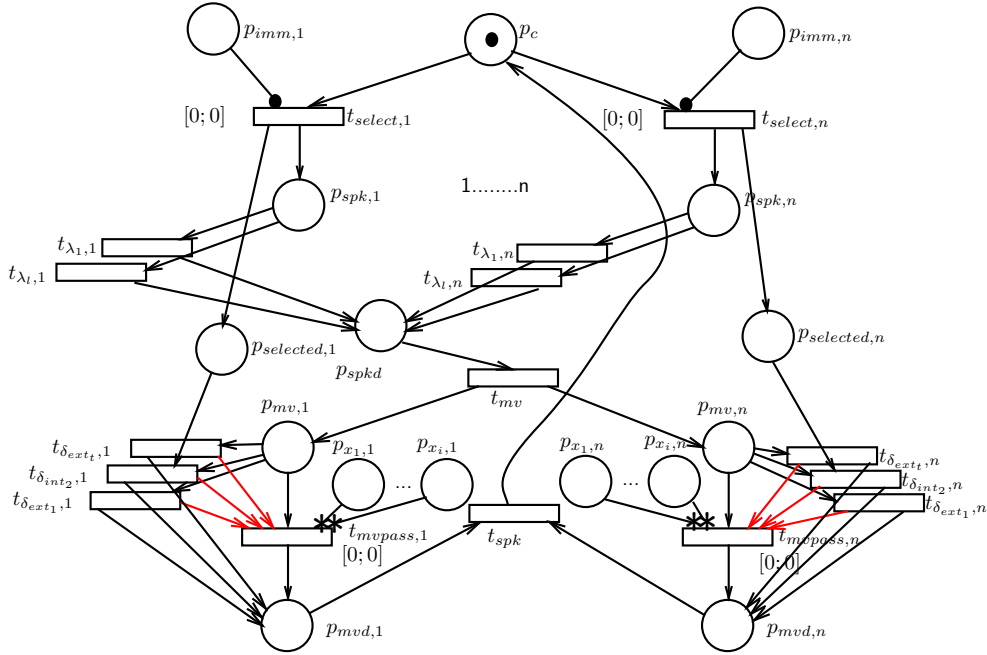 p_{imm,1}
p_c
p_{imm,n}
[0; 0]
t_{select,1}
[0; 0]
t_{select,n}
1........n
p_{spk,1}
p_{spk,n}
t_{λ_1,1}
t_{λ_1,n}
t_{λ_l,1}
t_{λ_l,n}
p_{selected,1}
p_{selected,n}
p_{spkd}
t_{mv}
p_{mv,1}
p_{mv,n}
t_{δ_{ext_t},1}
p_{x_1,1}
p_{x_i,1}
p_{x_1,n}
p_{x_i,n}
t_{δ_{ext_t},n}
t_{δ_{int_2},1}
...
...
t_{δ_{int_2},n}
t_{δ_{ext_1},1}
t_{δ_{ext_1},n}
t_{mvpass,1}
t_{spk}
t_{mvpass,n}
[0; 0]
[0; 0]
p_{mvd,1}
p_{mvd,n}